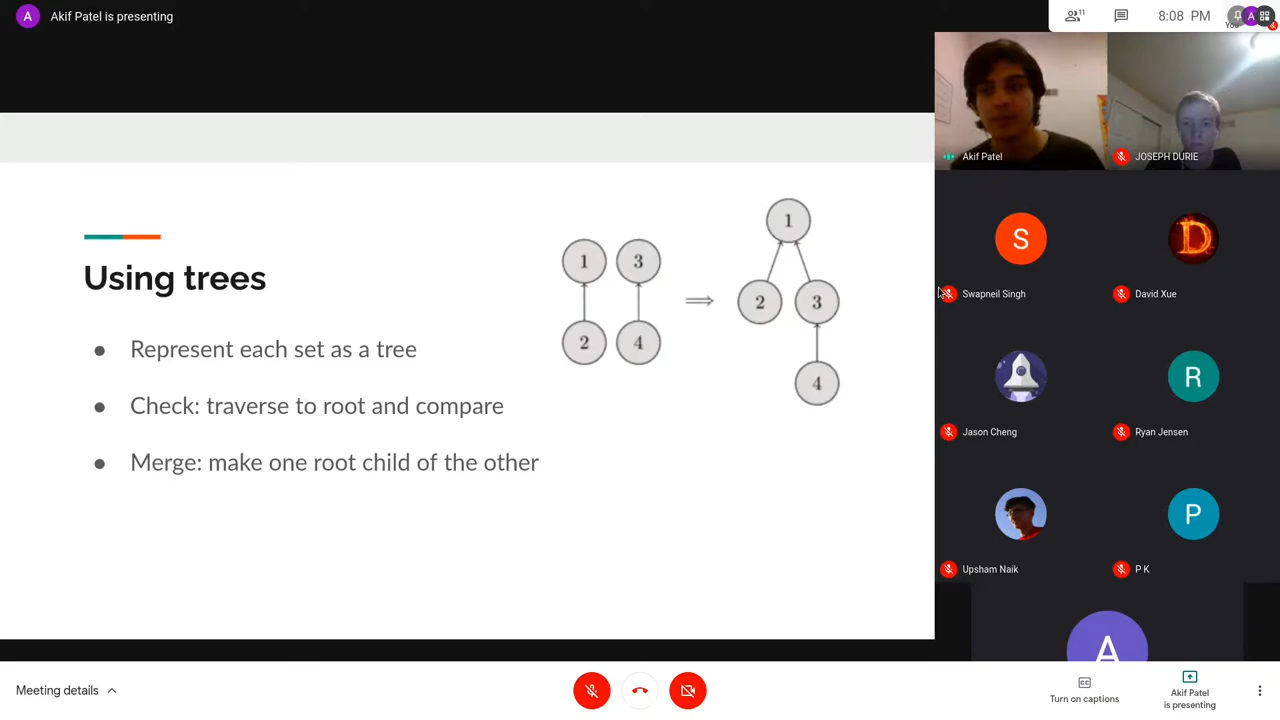 A
Akif Patel is presenting
11
8:08 PM
You
A
Akif Patel
JOSEPH DURIE
Using trees
Represent each set as a tree
Check: traverse to root and compare
Merge: make one root child of the other
1
3
2
4
1
2
3
4
S
D
Swapneil Singh
David Xue
R
Jason Cheng
Ryan Jensen
P
Upsham Naik
P K
A
Meeting details
CC
Turn on captions
Akif Patel
is presenting